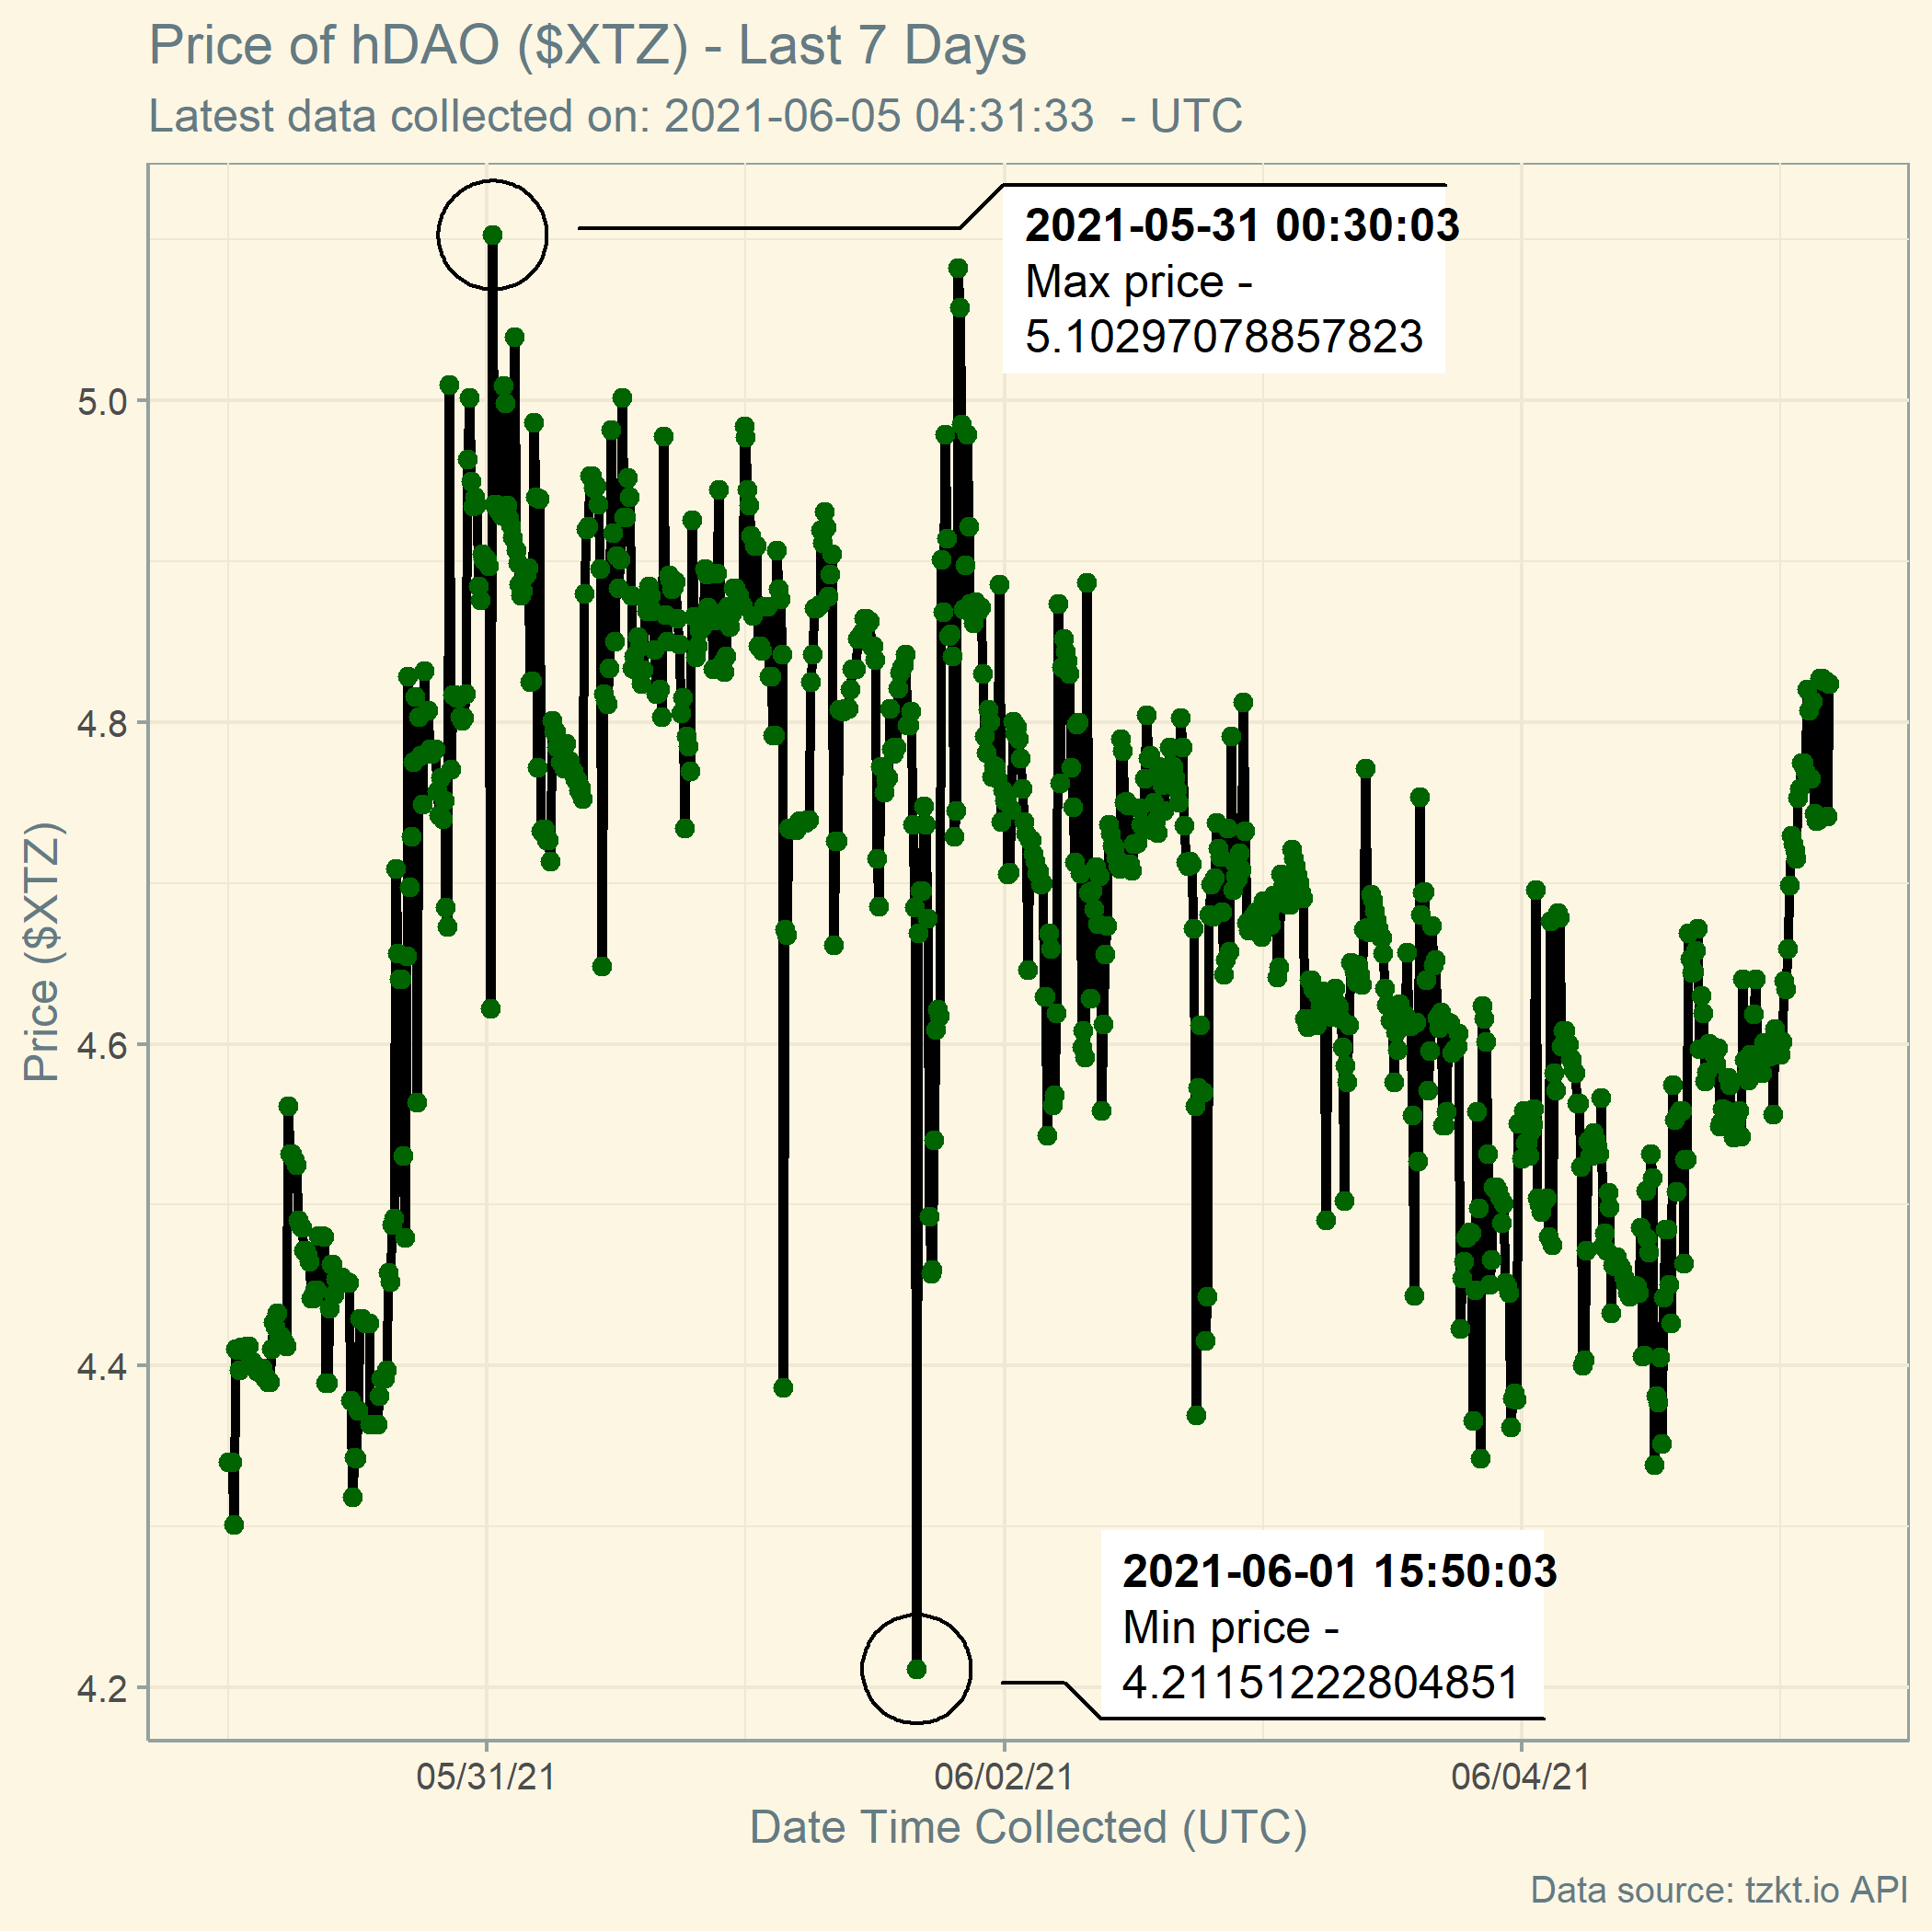 Price of hDAO ($XTZ) - Last 7 Days
Latest data collected on: 2021-06-05 04:31:33  - UTC
2021-05-31 00:30:03
Max price -
5.10297078857823
5.0
4.8
4.6
4.4
4.2
Price ($XTZ)
2021-06-01 15:50:03
Min price -
4.21151222804851
05/31/21
06/02/21
06/04/21
Date Time Collected (UTC)
Data source: tzkt.io API